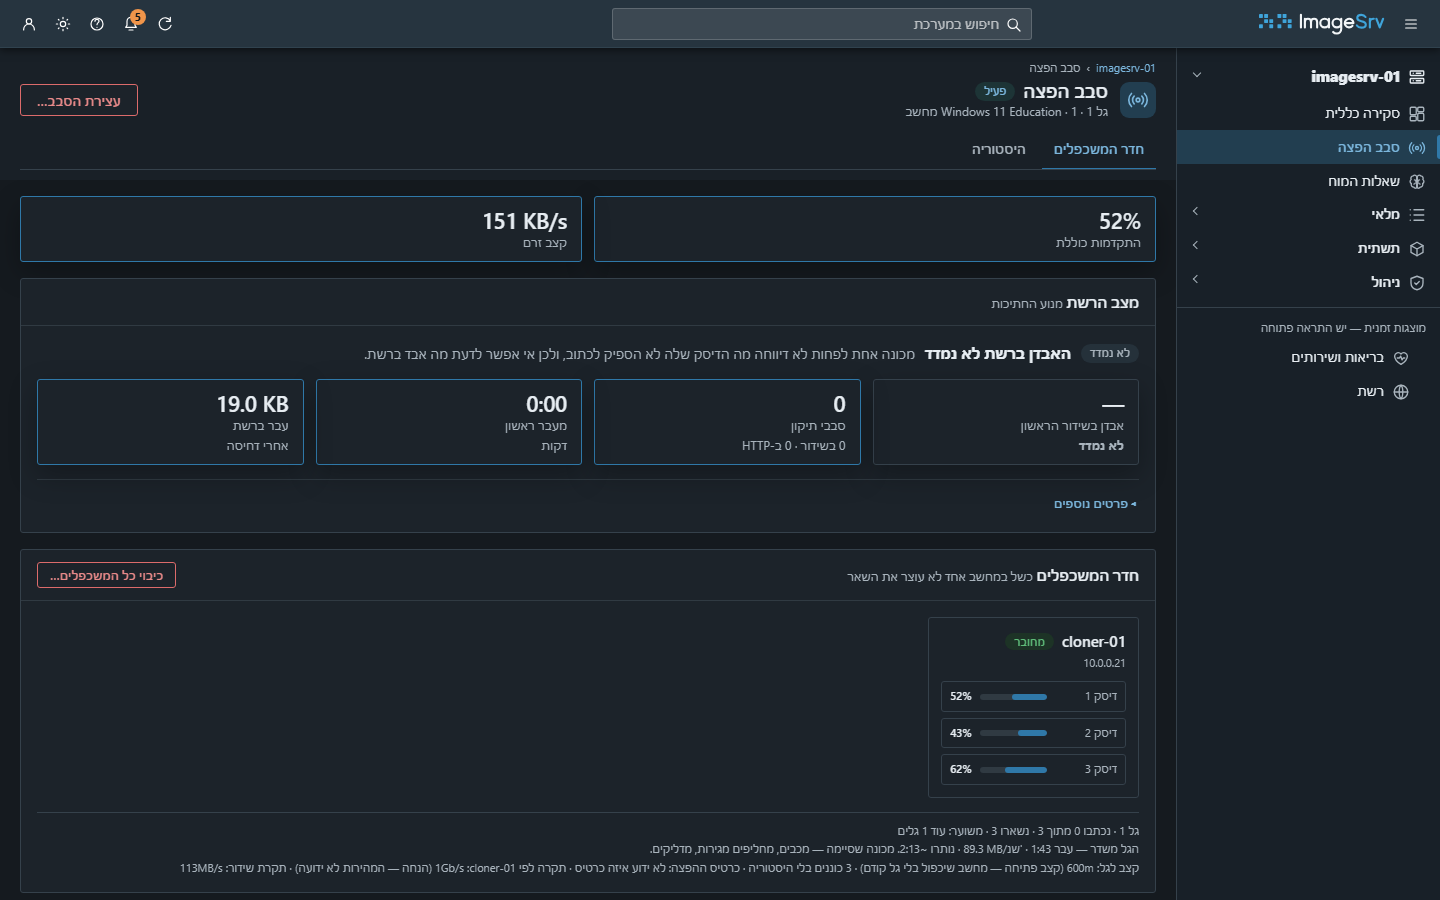 ImageSrv
חיפוש במערכת
5
imagesrv-01
סקירה כללית
סבב הפצה
שאלות המוח
מלאי
תשתית
ניהול
מוצגות זמנית — יש התראה פתוחה
בריאות ושירותים
רשת
imagesrv-01 › סבב הפצה
סבב הפצה פעיל
גל 1 · Windows 11 Education · 1 מחשב
עצירת הסבב...
חדר המשכפלים
היסטוריה
52%
התקדמות כוללת
151 KB/s
קצב זרם
מצב הרשת מנוע החתיכות
לא נמדד האבדן ברשת לא נמדד מכונה אחת לפחות לא דיווחה מה הדיסק שלה לא הספיק לכתוב, ולכן אי אפשר לדעת מה אבד ברשת.
—
אבדן בשידור הראשון
לא נמדד
0
סבבי תיקון
0 בשידור · 0 ב-HTTP
0:00
מעבר ראשון
דקות
19.0 KB
עבר ברשת
אחרי דחיסה
פרטים נוספים
חדר המשכפלים כשל במחשב אחד לא עוצר את השאר
כיבוי כל המשכפלים...
cloner-01 מחובר
10.0.0.21
דיסק 1 52%
דיסק 2 43%
דיסק 3 62%
גל 1 · נכתבו 0 מתוך 3 · נשארו 3 · משוער: עוד 1 גלים
הגל משדר — עבר 1:43 · 89.3 MB/שנ' · נותרו ~2:13. מכונה שסיימה — מכבים, מחליפים מגירות, מדליקים.
קצב לגל: 600m (קצב פתיחה — מחשב שיכפול בלי גל קודם) · 3 כוננים בלי היסטוריה · כרטיס ההפצה: לא ידוע איזה כרטיס · תקרה לפי cloner-01: 1Gb/s (הנחה — המהירות לא ידועה) · תקרת שידור: 113MB/s